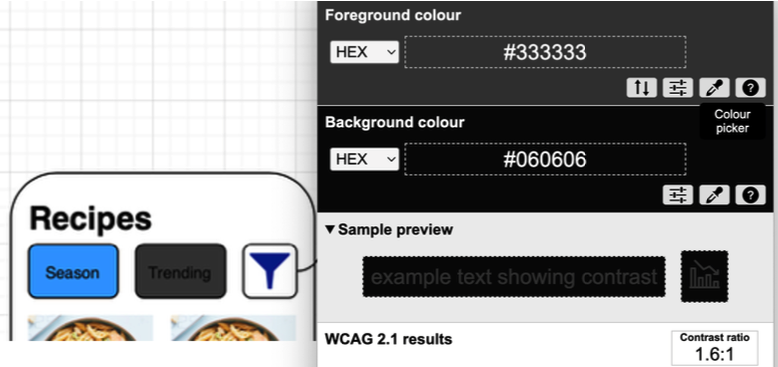 Foreground colour
HEX
#333333
?
Colour
picker
Background colour
HEX
#060606
?
Sample preview
example text showing contrast
WCAG 2.1 results
Contrast ratio
1.6:1
Recipes
Season
Trending